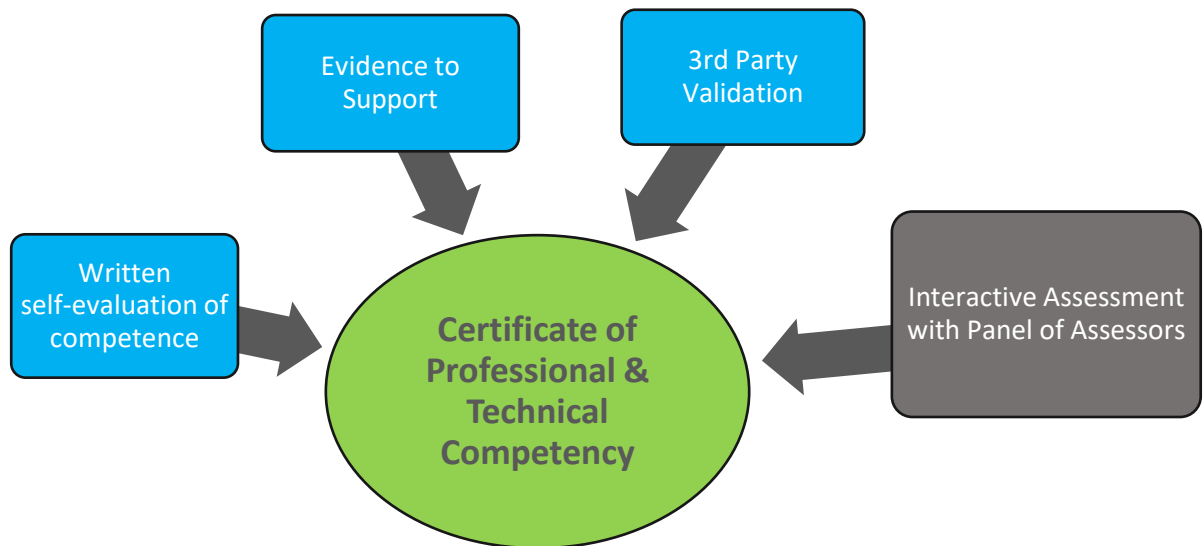 Evidence to
Support
3rd Party
Validation
Written
self-evaluation of
competence
Interactive Assessment
with Panel of Assessors
Certificate of
Professional &
Technical
Competency